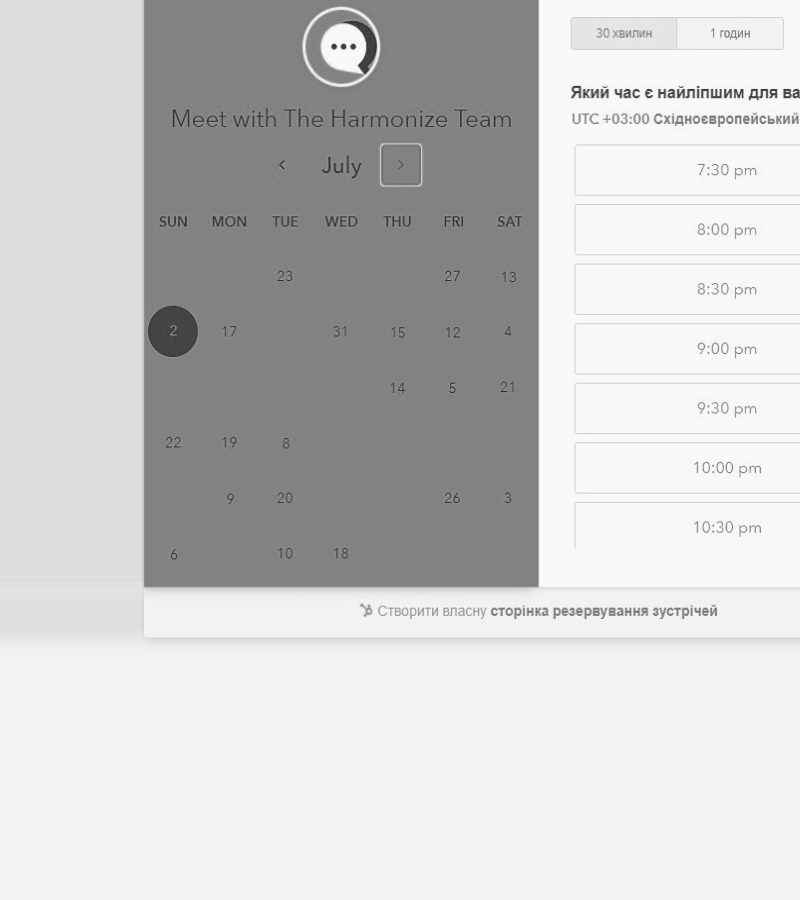 Meet with The Harmonize Team
July
SUN MON TUE WED THU FRI SAT
23 27 13
2 17 31 15 12 4
14 5 21
22 19 8
9 20 26 3
6 10 18
30 хвилин 1 годин
Який час є найліпшим для ва
UTC +03:00 Східноєвропейський
7:30 pm
8:00 pm
8:30 pm
9:00 pm
9:30 pm
10:00 pm
10:30 pm
Створити власну сторінка резервування зустрічей